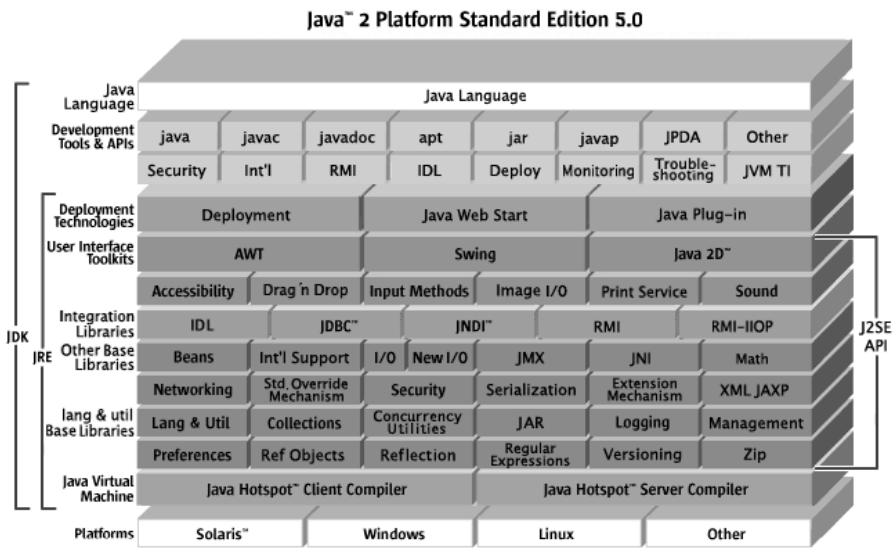 Java™ 2 Platform Standard Edition 5.0
Java
Language
Java Language
Development
Tools & APIs
java javac javadoc apt jar javap JPDA Other
Security Int'l RMI IDL Deploy Monitoring Trouble-
shooting JVM TI
Deployment
Technologies
Deployment Java Web Start Java Plug-in
User Interface
Toolkits
AWT Swing Java 2D™
Accessibility Drag'n Drop Input Methods Image I/O Print Service Sound
Integration
Libraries
IDL JDBC™ JNDI™ RMI RMI-IIOP
JDK
JRE
J2SE
API
Other Base
Libraries
Beans Int'l Support I/O New I/O JMX JNI Math
Networking Std. Override
Mechanism Security Serialization Extension
Mechanism XML JAXP
lang & util
Base Libraries
Lang & Util Collections Concurrency
Utilities JAR Logging Management
Preferences Ref Objects Reflection Regular
Expressions Versioning Zip
Java Virtual
Machine
Java Hotspot™ Client Compiler Java Hotspot™ Server Compiler
Platforms
Solaris™ Windows Linux Other